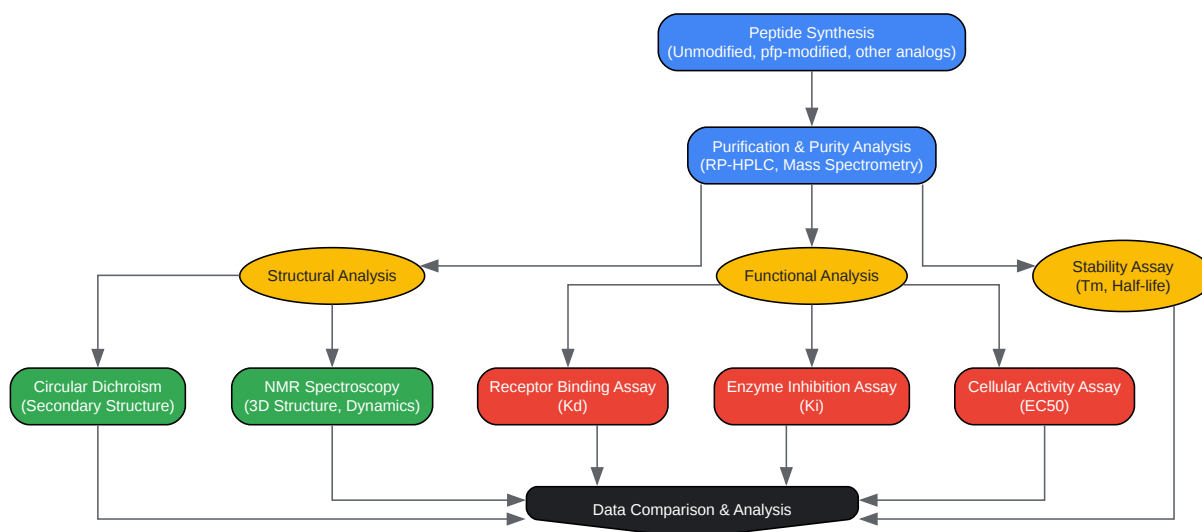 Peptide Synthesis
(Unmodified, pfp-modified, other analogs)
Purification & Purity Analysis
(RP-HPLC, Mass Spectrometry)
Structural Analysis
Functional Analysis
Stability Assay
(Tm, Half-life)
Circular Dichroism
(Secondary Structure)
NMR Spectroscopy
(3D Structure, Dynamics)
Receptor Binding Assay
(Kd)
Enzyme Inhibition Assay
(Ki)
Cellular Activity Assay
(EC50)
Data Comparison & Analysis